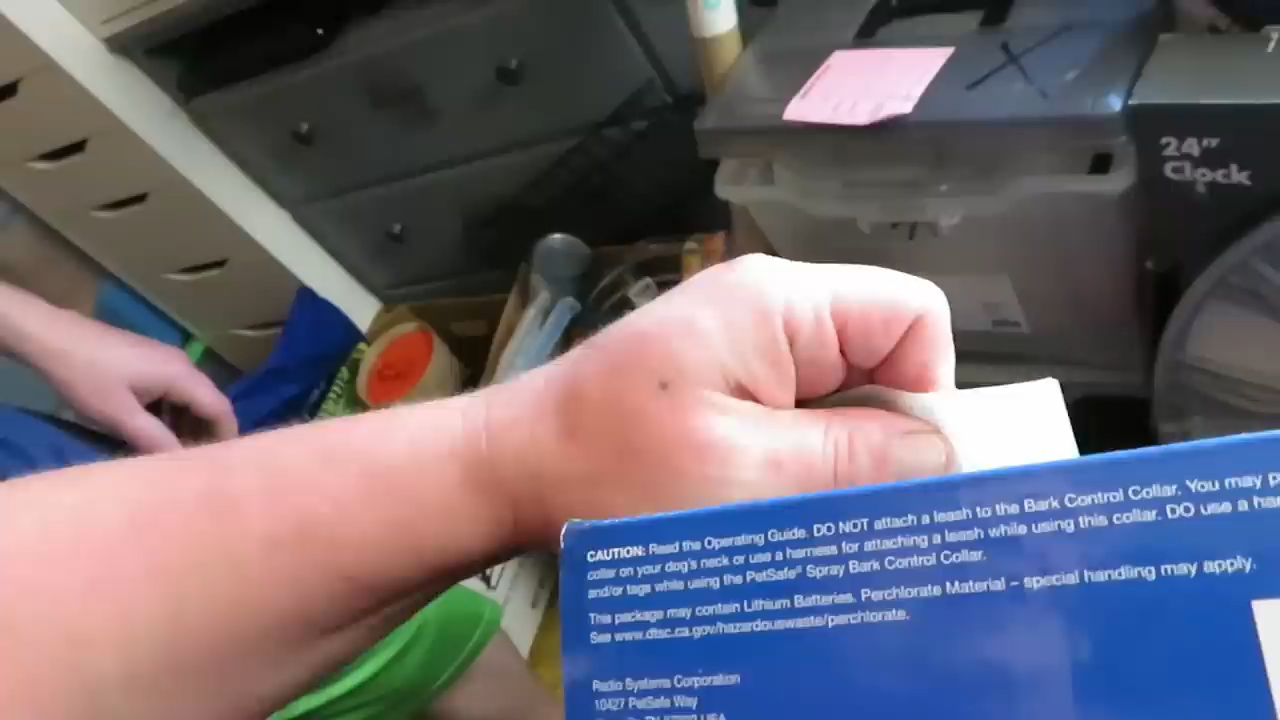 24"
Clock
CAUTION: Read the Operating Guide. DO NOT attach a leash to the Bark Control Collar. You may p
collar on your dog's neck or use a harness for attaching a leash while using this collar. DO use a ha
and/or tags while using the PetSafe® Spray Bark Control Collar.
This package may contain Lithium Batteries. Perchlorate Material – special handling may apply.
See www.dtsc.ca.gov/hazardouswaste/perchlorate.
Radio Systems Corporation
10427 PetSafe Way